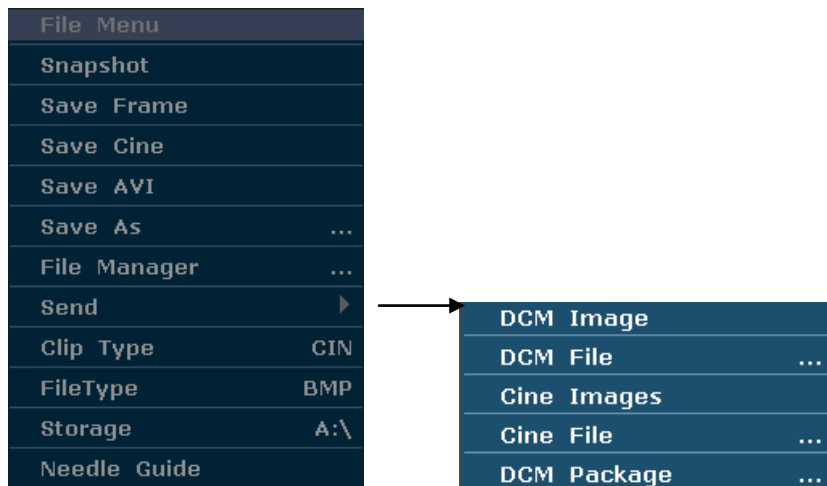 File Menu
Snapshot
Save Frame
Save Cine
Save AVI
Save As ...
File Manager ...
Send
Clip Type CIN
FileType BMP
Storage A:\
Needle Guide
DCM Image
DCM File ...
Cine Images
Cine File ...
DCM Package ...